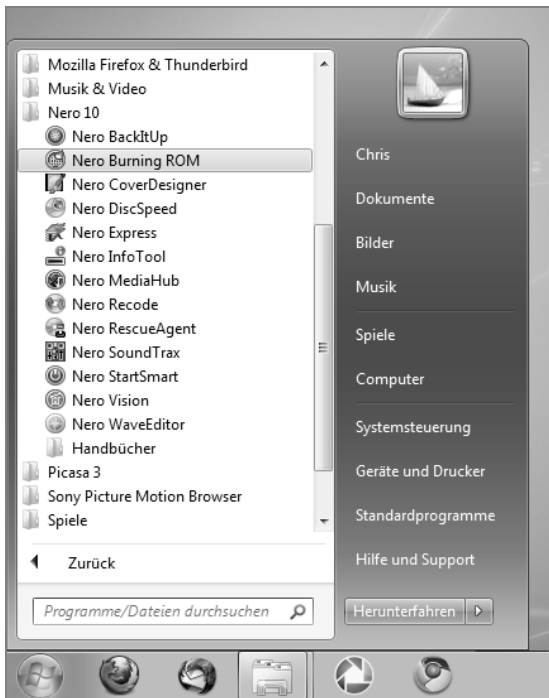 Mozilla Firefox & Thunderbird
Musik & Video
Nero 10
Nero BackItUp
Nero Burning ROM
Nero CoverDesigner
Nero DiscSpeed
Nero Express
Nero InfoTool
Nero MediaHub
Nero Recode
Nero RescueAgent
Nero SoundTrax
Nero StartSmart
Nero Vision
Nero WaveEditor
Handbücher
Picasa 3
Sony Picture Motion Browser
Spiele
Zurück
Programme/Dateien durchsuchen
Chris
Dokumente
Bilder
Musik
Spiele
Computer
Systemsteuerung
Geräte und Drucker
Standardprogramme
Hilfe und Support
Herunterfahren